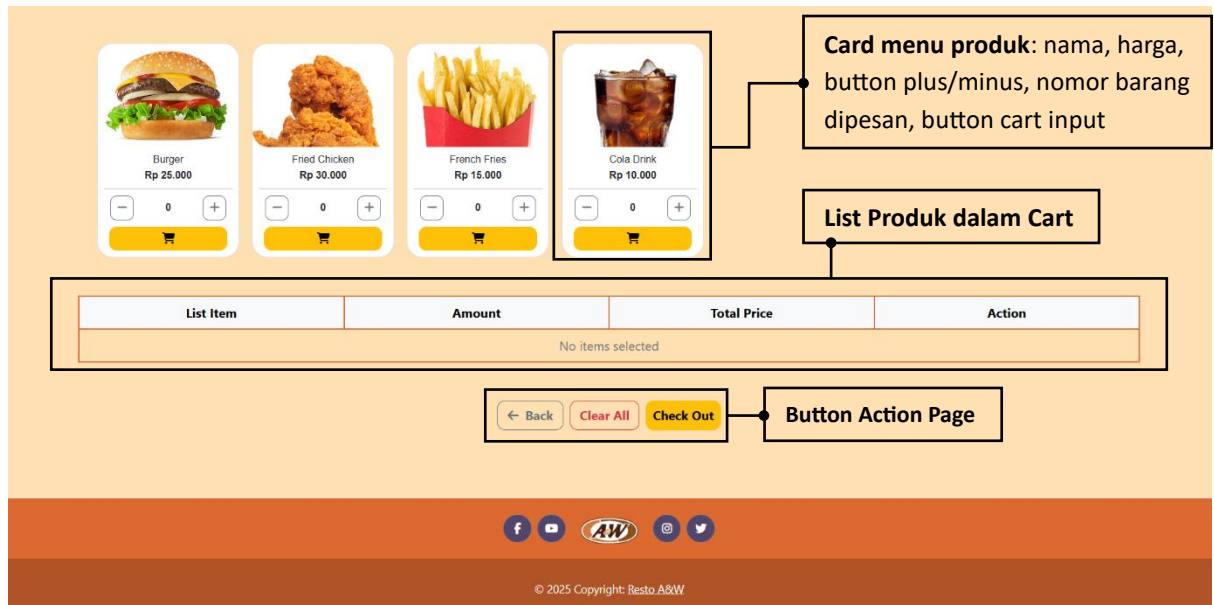 Card menu produk: nama, harga,
button plus/minus, nomor barang
dipesan, button cart input
Burger
Rp 25.000
Fried Chicken
Rp 30.000
French Fries
Rp 15.000
Cola Drink
Rp 10.000
− 0 +
− 0 +
− 0 +
− 0 +
List Produk dalam Cart
List Item Amount Total Price Action
No items selected
← Back Clear All Check Out
Button Action Page
A&W
© 2025 Copyright: Resto A&W